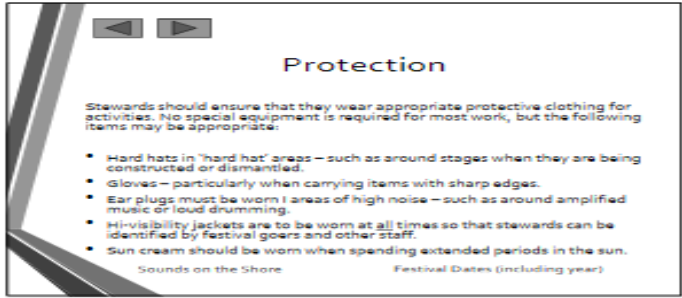 Protection
Stewards should ensure that they wear appropriate protective clothing for
activities. No special equipment is required for most work, but the following
items may be appropriate:
• Hard hats in 'hard hat' areas – such as around stages when they are being
constructed or dismantled.
• Gloves – particularly when carrying items with sharp edges.
• Ear plugs must be worn I areas of high noise – such as around amplified
music or loud drumming.
• Hi-visibility jackets are to be worn at all times so that stewards can be
identified by festival goers and other staff.
• Sun cream should be worn when spending extended periods in the sun.
Sounds on the Shore Festival Dates (including year)